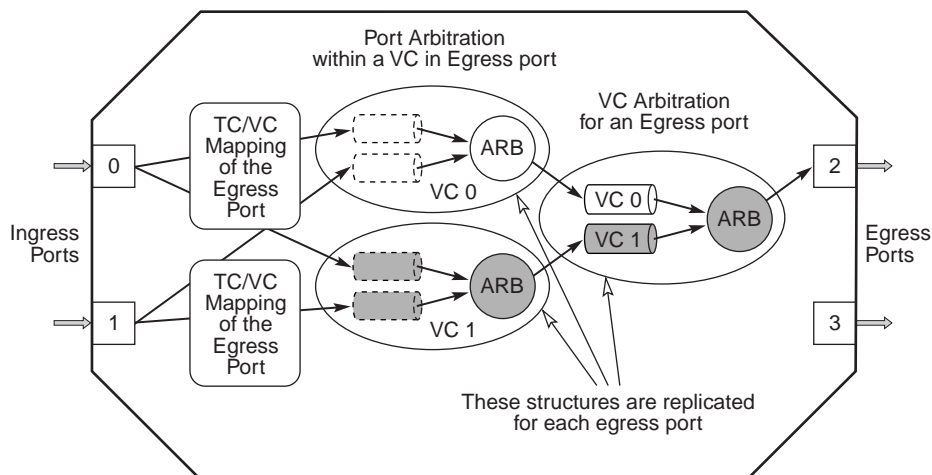 Port Arbitration
within a VC in Egress port
VC Arbitration
for an Egress port
TC/VC
Mapping
of the
Egress
Port
ARB
VC 0
0
Ingress
Ports
1
TC/VC
Mapping
of the
Egress
Port
ARB
VC 1
VC 0
VC 1
ARB
2
Egress
Ports
3
These structures are replicated
for each egress port